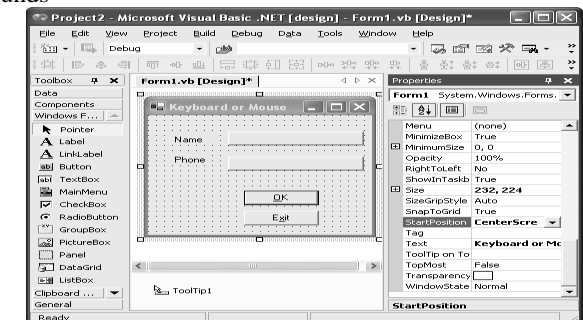 unds
Project2 - Microsoft Visual Basic .NET [design] - Form1.vb [Design]*
File Edit View Project Build Debug Data Tools Window Help
Debug
Toolbox
Data
Components
Windows F...
Pointer
A Label
A LinkLabel
ab Button
abl TextBox
MainMenu
CheckBox
RadioButton
GroupBox
PictureBox
Panel
DataGrid
ListBox
Clipboard ...
General
Form1.vb [Design]*
Keyboard or Mouse
Name
Phone
OK
Exit
ToolTip1
Properties
Form1 System.Windows.Forms.
Menu (none)
MinimizeBox True
MinimumSize 0, 0
Opacity 100%
RightToLeft No
ShowInTaskb True
Size 232, 224
SizeGripStyle Auto
SnapToGrid True
StartPosition CenterScre
Tag
Text Keyboard or Mo
ToolTip on To
TopMost False
Transparency
WindowState Normal
StartPosition
Ready